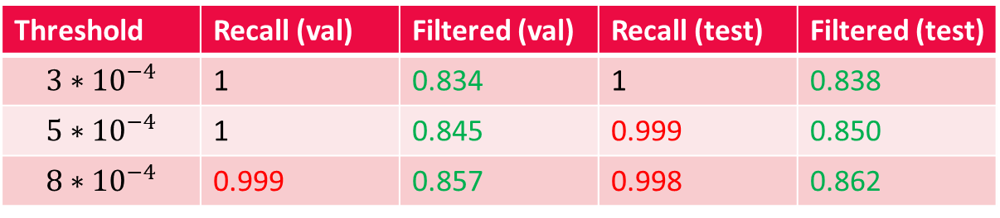 Threshold Recall (val) Filtered (val) Recall (test) Filtered (test)
3 ∗ 10⁻⁴ 1 0.834 1 0.838
5 ∗ 10⁻⁴ 1 0.845 0.999 0.850
8 ∗ 10⁻⁴ 0.999 0.857 0.998 0.862